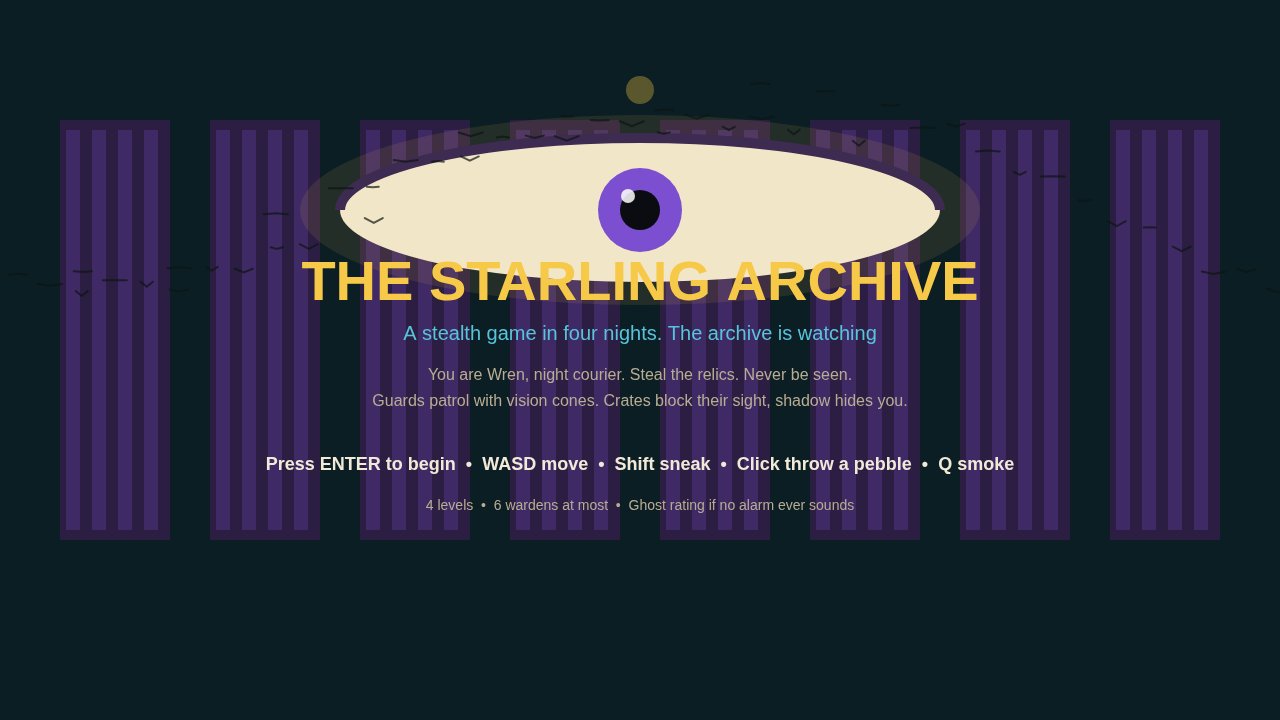 THE STARLING ARCHIVE
A stealth game in four nights. The archive is watching
You are Wren, night courier. Steal the relics. Never be seen.
Guards patrol with vision cones. Crates block their sight, shadow hides you.
Press ENTER to begin • WASD move • Shift sneak • Click throw a pebble • Q smoke
4 levels • 6 wardens at most • Ghost rating if no alarm ever sounds